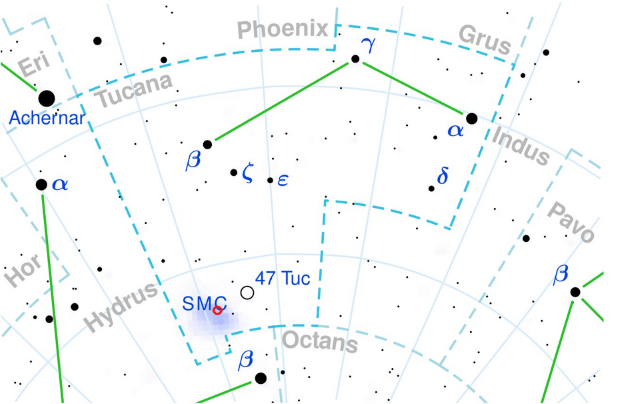 Phoenix
γ
Grus
Eri
Tucana
Achernar
α
Indus
β
ζ
ε
δ
α
Pavo
Hor
Hydrus
47 Tuc
SMC
β
Octans
β